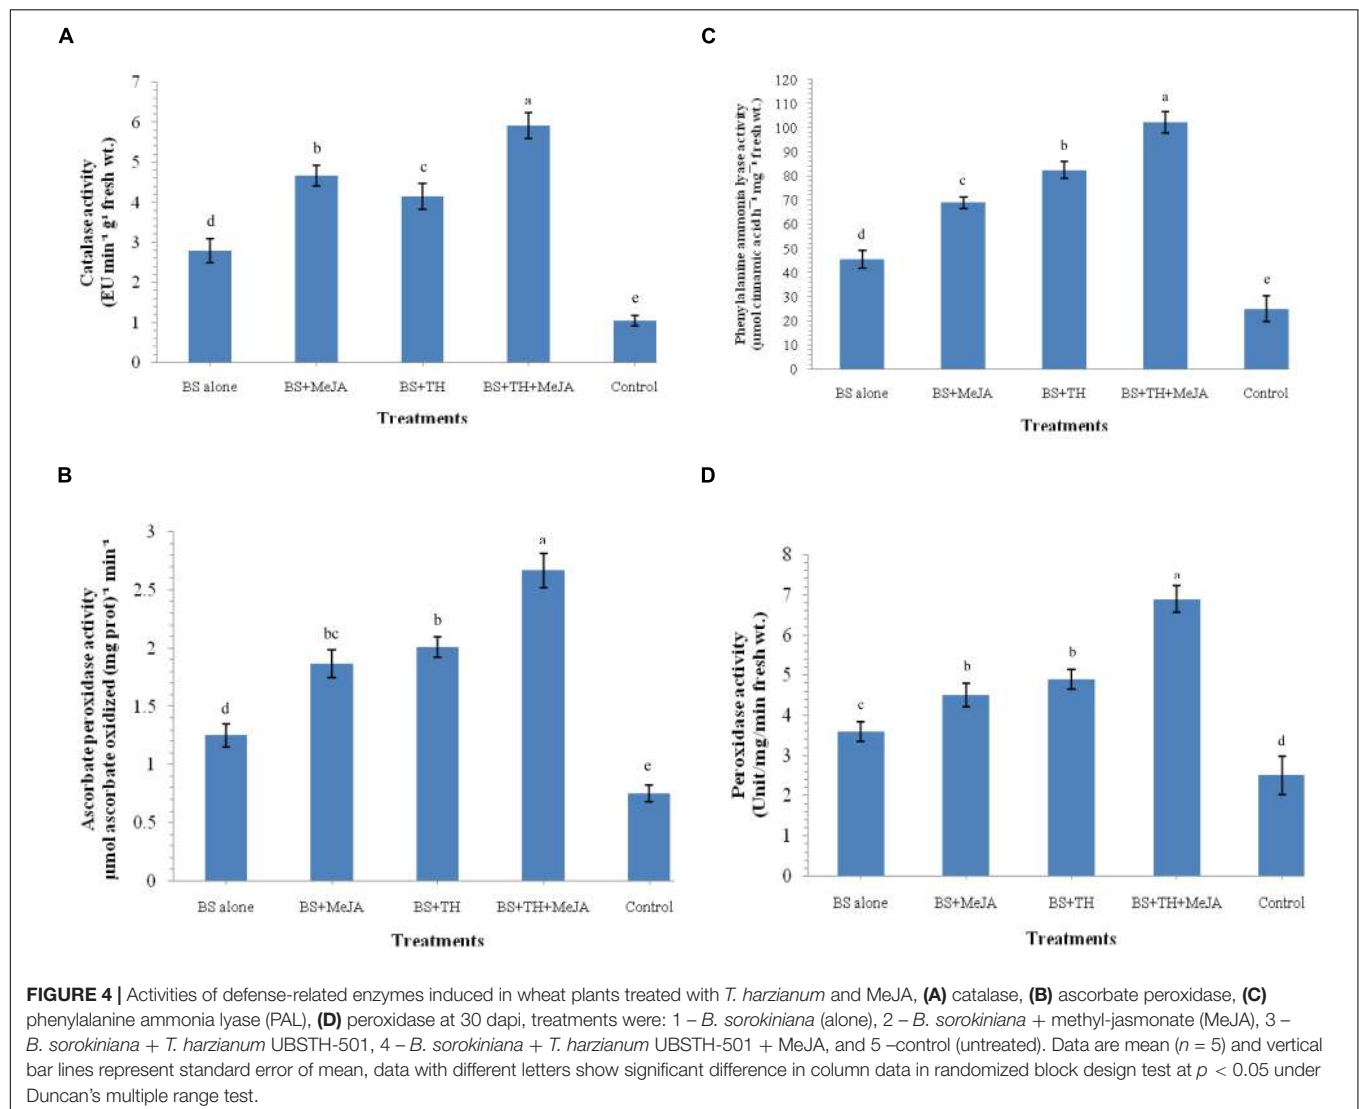 A
Catalase activity
(EU min⁻¹ g¹ fresh wt.)
7
6
5
4
3
2
1
0
d
b
c
a
e
BS alone BS+MeJA BS+TH BS+TH+MeJA Control
Treatments
C
Phenylalanine ammonia lyase activity
(µmol cinnamic acid h⁻¹ mg⁻¹ fresh wt.)
120
110
100
90
80
70
60
50
40
30
20
10
0
d
c
b
a
e
BS alone BS+MeJA BS+TH BS+TH+MeJA Control
Treatments
B
Ascorbate peroxidase activity
µmol ascorbate oxidized (mg prot)⁻¹ min⁻¹
3
2.5
2
1.5
1
0.5
0
d
bc
b
a
e
BS alone BS+MeJA BS+TH BS+TH+MeJA Control
Treatments
D
Peroxidase activity
(Unit/mg/min fresh wt.)
8
7
6
5
4
3
2
1
0
c
b
b
a
d
BS alone BS+MeJA BS+TH BS+TH+MeJA Control
Treatments
FIGURE 4 | Activities of defense-related enzymes induced in wheat plants treated with T. harzianum and MeJA, (A) catalase, (B) ascorbate peroxidase, (C)
phenylalanine ammonia lyase (PAL), (D) peroxidase at 30 dapi, treatments were: 1 – B. sorokiniana (alone), 2 – B. sorokiniana + methyl-jasmonate (MeJA), 3 –
B. sorokiniana + T. harzianum UBSTH-501, 4 – B. sorokiniana + T. harzianum UBSTH-501 + MeJA, and 5 –control (untreated). Data are mean (n = 5) and vertical
bar lines represent standard error of mean, data with different letters show significant difference in column data in randomized block design test at p < 0.05 under
Duncan's multiple range test.